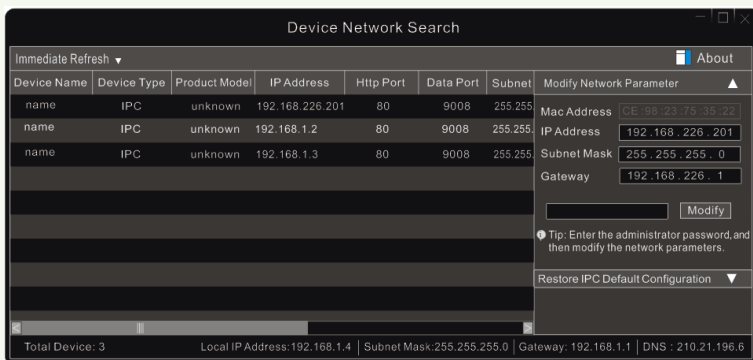 Device Network Search
Immediate Refresh
About
Device Name Device Type Product Model IP Address Http Port Data Port Subnet
name IPC unknown 192.168.226.201 80 9008 255.255.
name IPC unknown 192.168.1.2 80 9008 255.255.
name IPC unknown 192.168.1.3 80 9008 255.255.
Modify Network Parameter
Mac Address CE:98:23:75:35:22
IP Address 192.168.226.201
Subnet Mask 255.255.255.0
Gateway 192.168.226.1
Modify
Tip: Enter the administrator password,and
then modify the network parameters.
Restore IPC Default Configuration
Total Device: 3 Local IP Address:192.168.1.4 Subnet Mask:255.255.255.0 Gateway: 192.168.1.1 DNS : 210.21.196.6